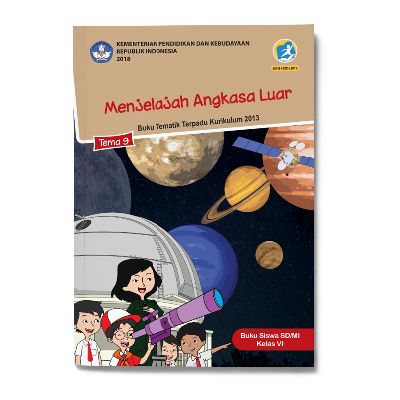 KEMENTERIAN PENDIDIKAN DAN KEBUDAYAAN
REPUBLIK INDONESIA
2018
Menjelajah Angkasa Luar
Buku Tematik Terpadu Kurikulum 2013
Tema 9
Buku Siswa SD/MI
Kelas VI